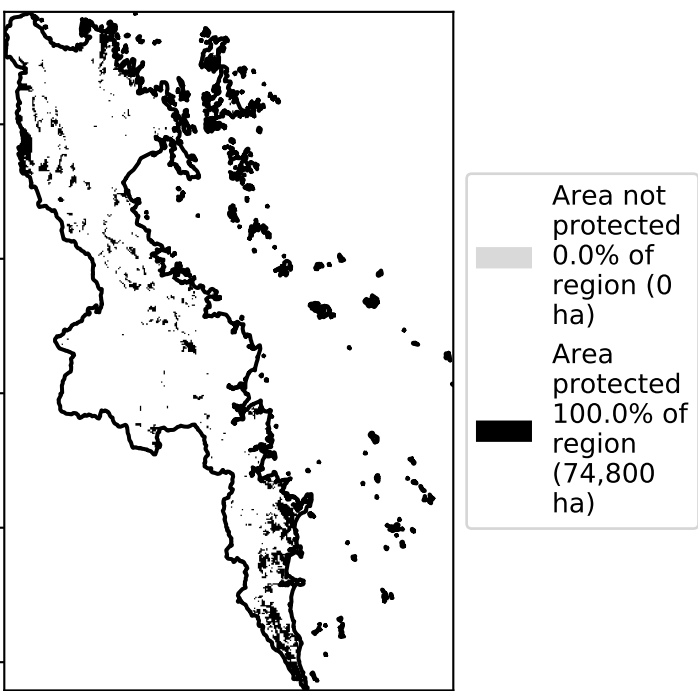 Area not
protected
0.0% of
region (0
ha)
Area
protected
100.0% of
region
(74,800
ha)